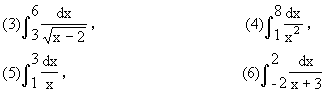 (3)∫₃⁶ dx/√(x − 2) , (4)∫₁⁸ dx/x² ,
(5)∫₁³ dx/x , (6)∫₋₂² dx/(x + 3)